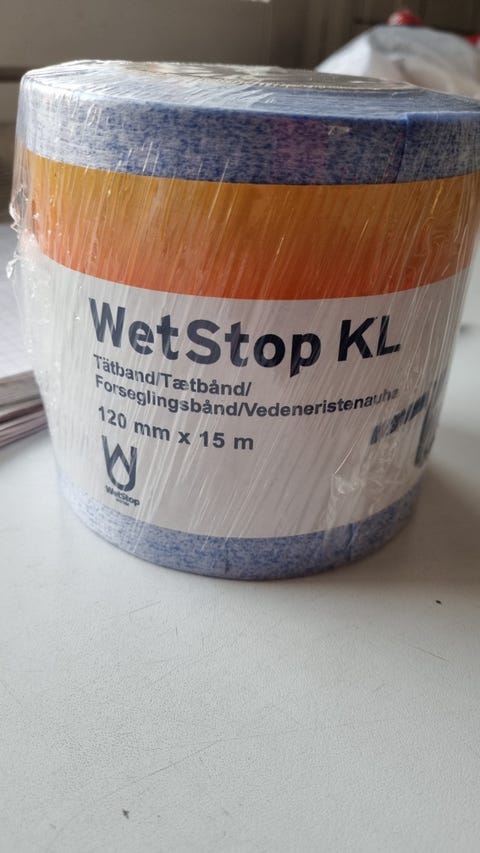 WetStop KL
Tätband/Tætbånd/
Forseglingsbånd/Vedeneristenauha
120 mm x 15 m
WetStop